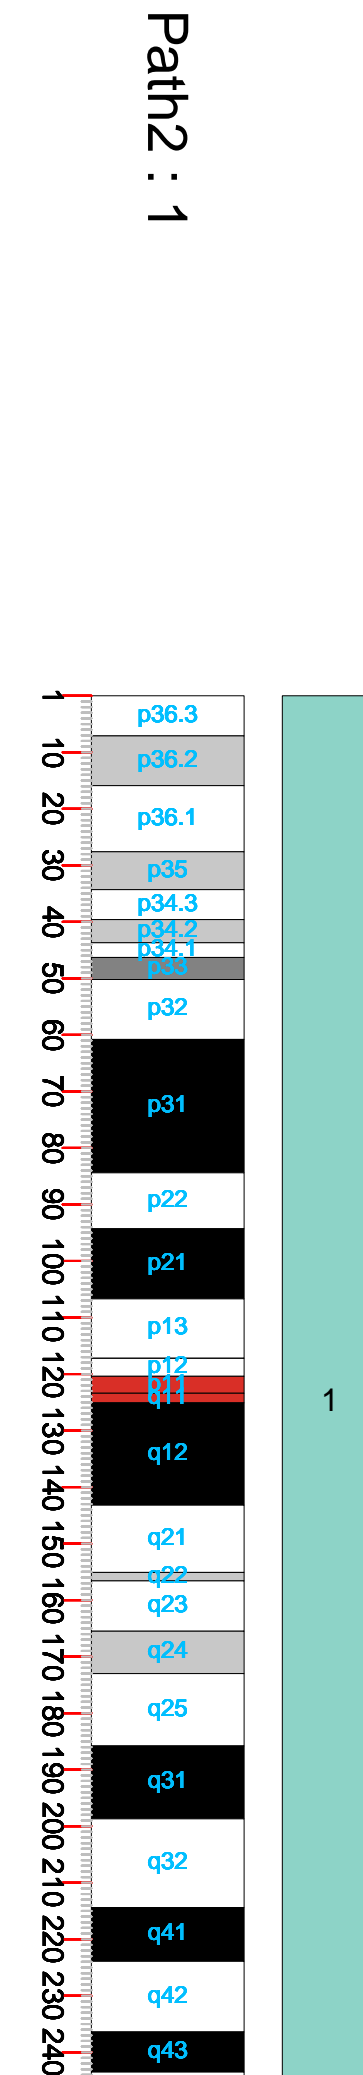 Path2 : 1
1
10
20
30
40
50
60
70
80
90
100
110
120
130
140
150
160
170
180
190
200
210
220
230
240
p36.3
p36.2
p36.1
p35
p34.3
p34.2
p34.1
p33
p32
p31
p22
p21
p13
p12
p11
q11
q12
q21
q22
q23
q24
q25
q31
q32
q41
q42
q43
1